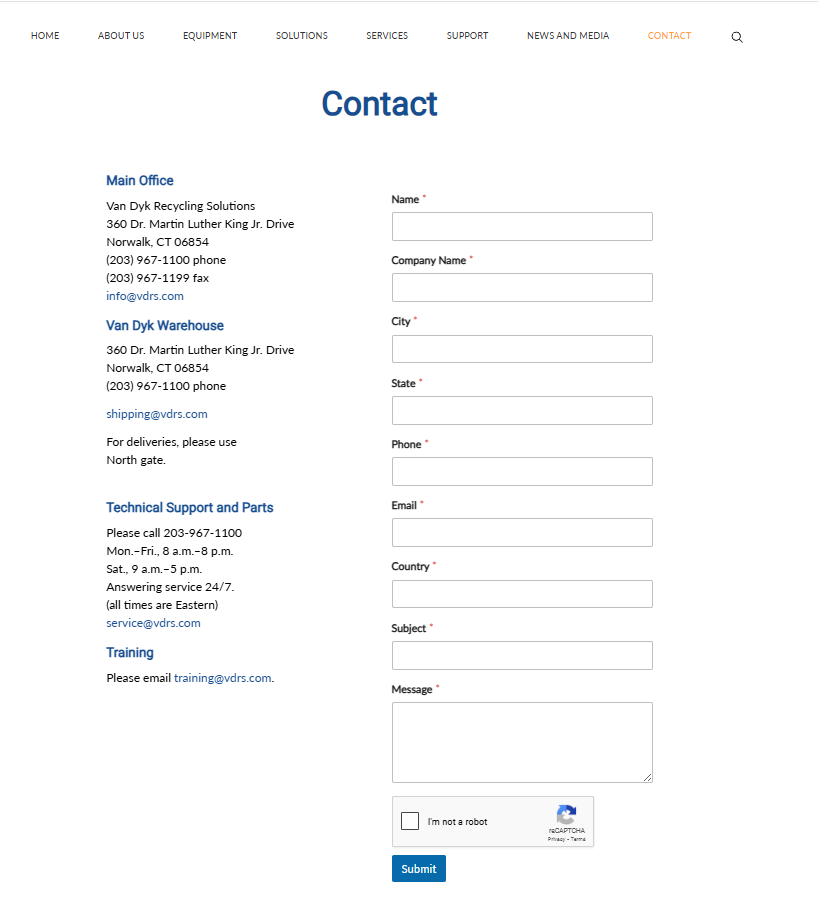 HOME ABOUT US EQUIPMENT SOLUTIONS SERVICES SUPPORT NEWS AND MEDIA CONTACT
Contact
Main Office
Van Dyk Recycling Solutions
360 Dr. Martin Luther King Jr. Drive
Norwalk, CT 06854
(203) 967-1100 phone
(203) 967-1199 fax
info@vdrs.com
Van Dyk Warehouse
360 Dr. Martin Luther King Jr. Drive
Norwalk, CT 06854
(203) 967-1100 phone
shipping@vdrs.com
For deliveries, please use
North gate.
Technical Support and Parts
Please call 203-967-1100
Mon.–Fri., 8 a.m.–8 p.m.
Sat., 9 a.m.–5 p.m.
Answering service 24/7.
(all times are Eastern)
service@vdrs.com
Training
Please email training@vdrs.com.
Name *
Company Name *
City *
State *
Phone *
Email *
Country *
Subject *
Message *
I'm not a robot
reCAPTCHA
Privacy - Terms
Submit